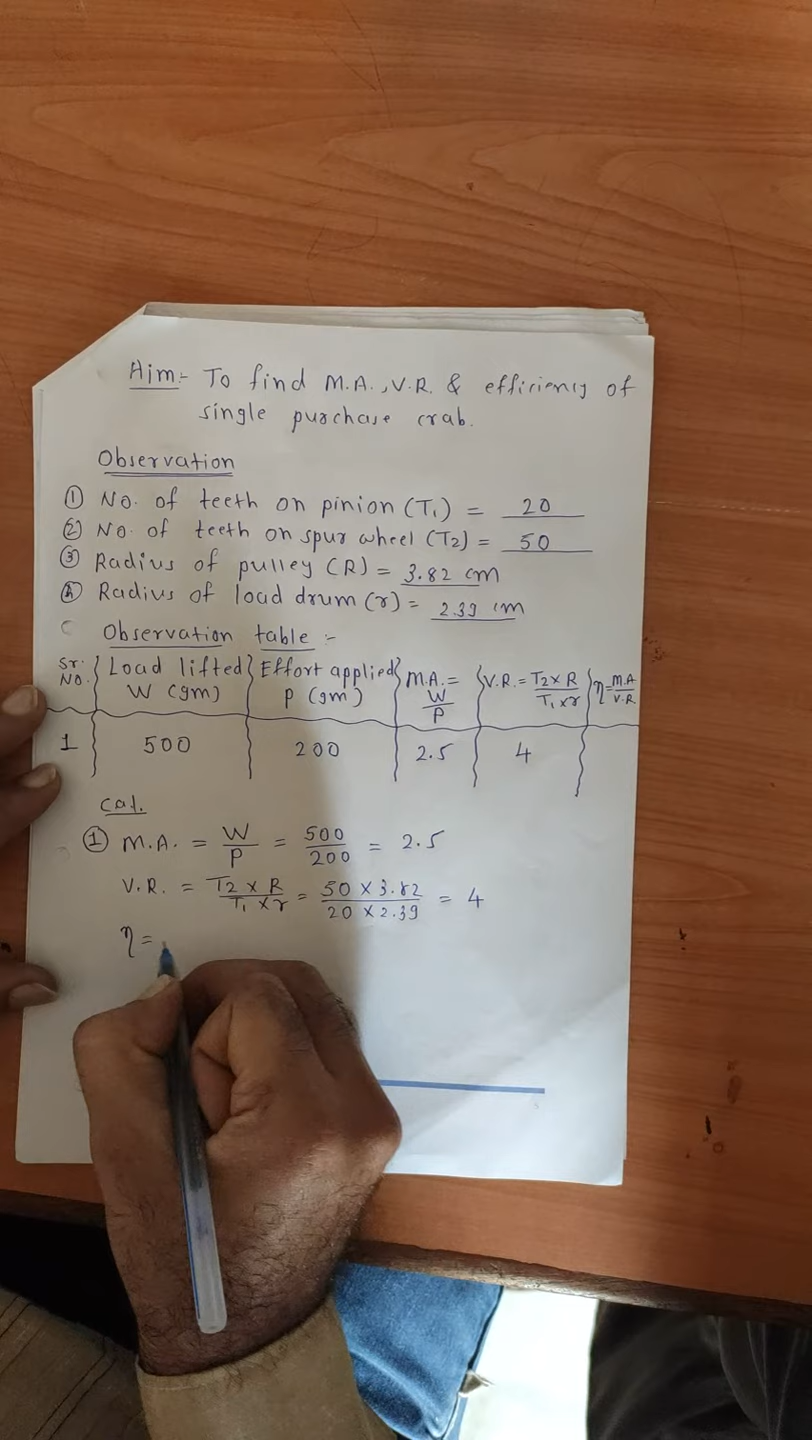 Aim:- To find M.A., V.R. & efficiency of
single purchase crab.
Observation
① No. of teeth on pinion (T1) = 20
② No. of teeth on spur wheel (T2) = 50
③ Radius of pulley (R) = 3.82 cm
④ Radius of load drum (r) = 2.39 cm
Observation table :-
Sr. No. Load lifted W (gm) Effort applied P (gm) M.A. = W/P V.R. = T2 x R / T1 x r η = M.A / V.R.
1 500 200 2.5 4
Cal.
① M.A. = W/P = 500/200 = 2.5
V.R. = T2 x R / T1 x r = 50 x 3.82 / 20 x 2.39 = 4
η =